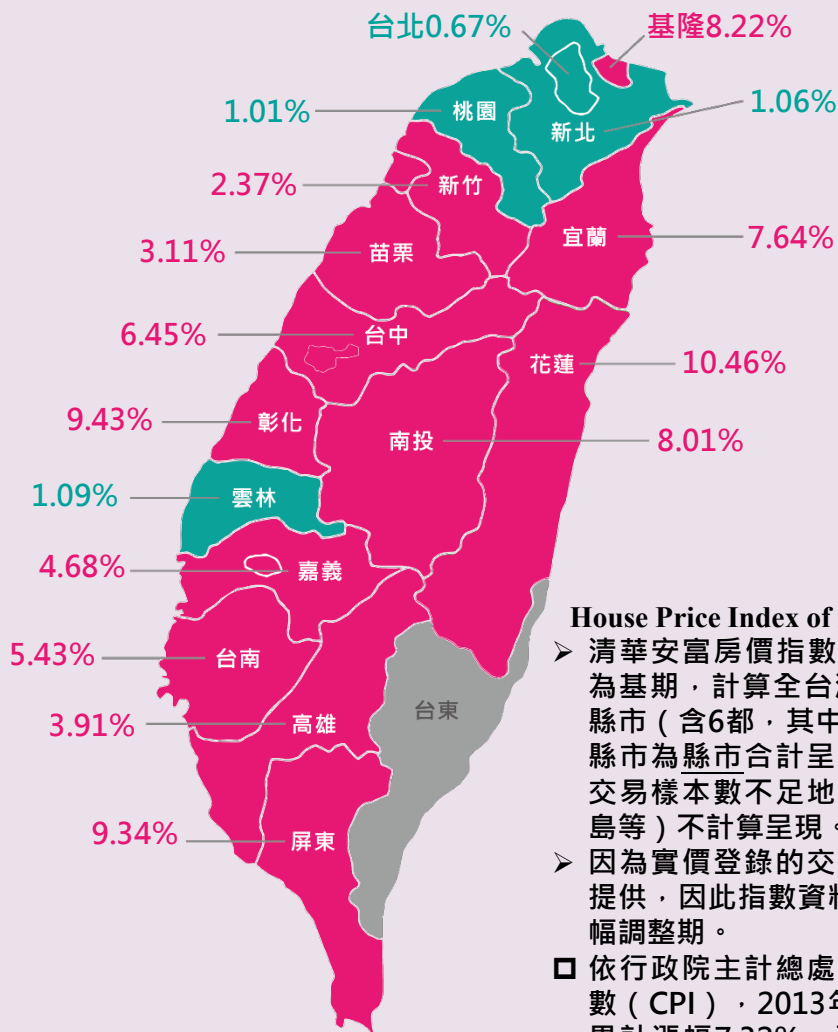 台北0.67%
基隆8.22%
1.01%
桃園
新北
1.06%
2.37%
新竹
3.11%
苗栗
宜蘭
7.64%
6.45%
台中
花蓮
10.46%
9.43%
彰化
南投
8.01%
1.09%
雲林
4.68%
嘉義
5.43%
台南
台東
3.91%
高雄
9.34%
屏東
House Price Index of
➢ 清華安富房價指數
為基期，計算全台
縣市（含6都，其中
縣市為縣市合計呈
交易樣本數不足地
島等）不計算呈現。
➢ 因為實價登錄的交
提供，因此指數資
幅調整期。
❑ 依行政院主計總處
數（CPI），2013年